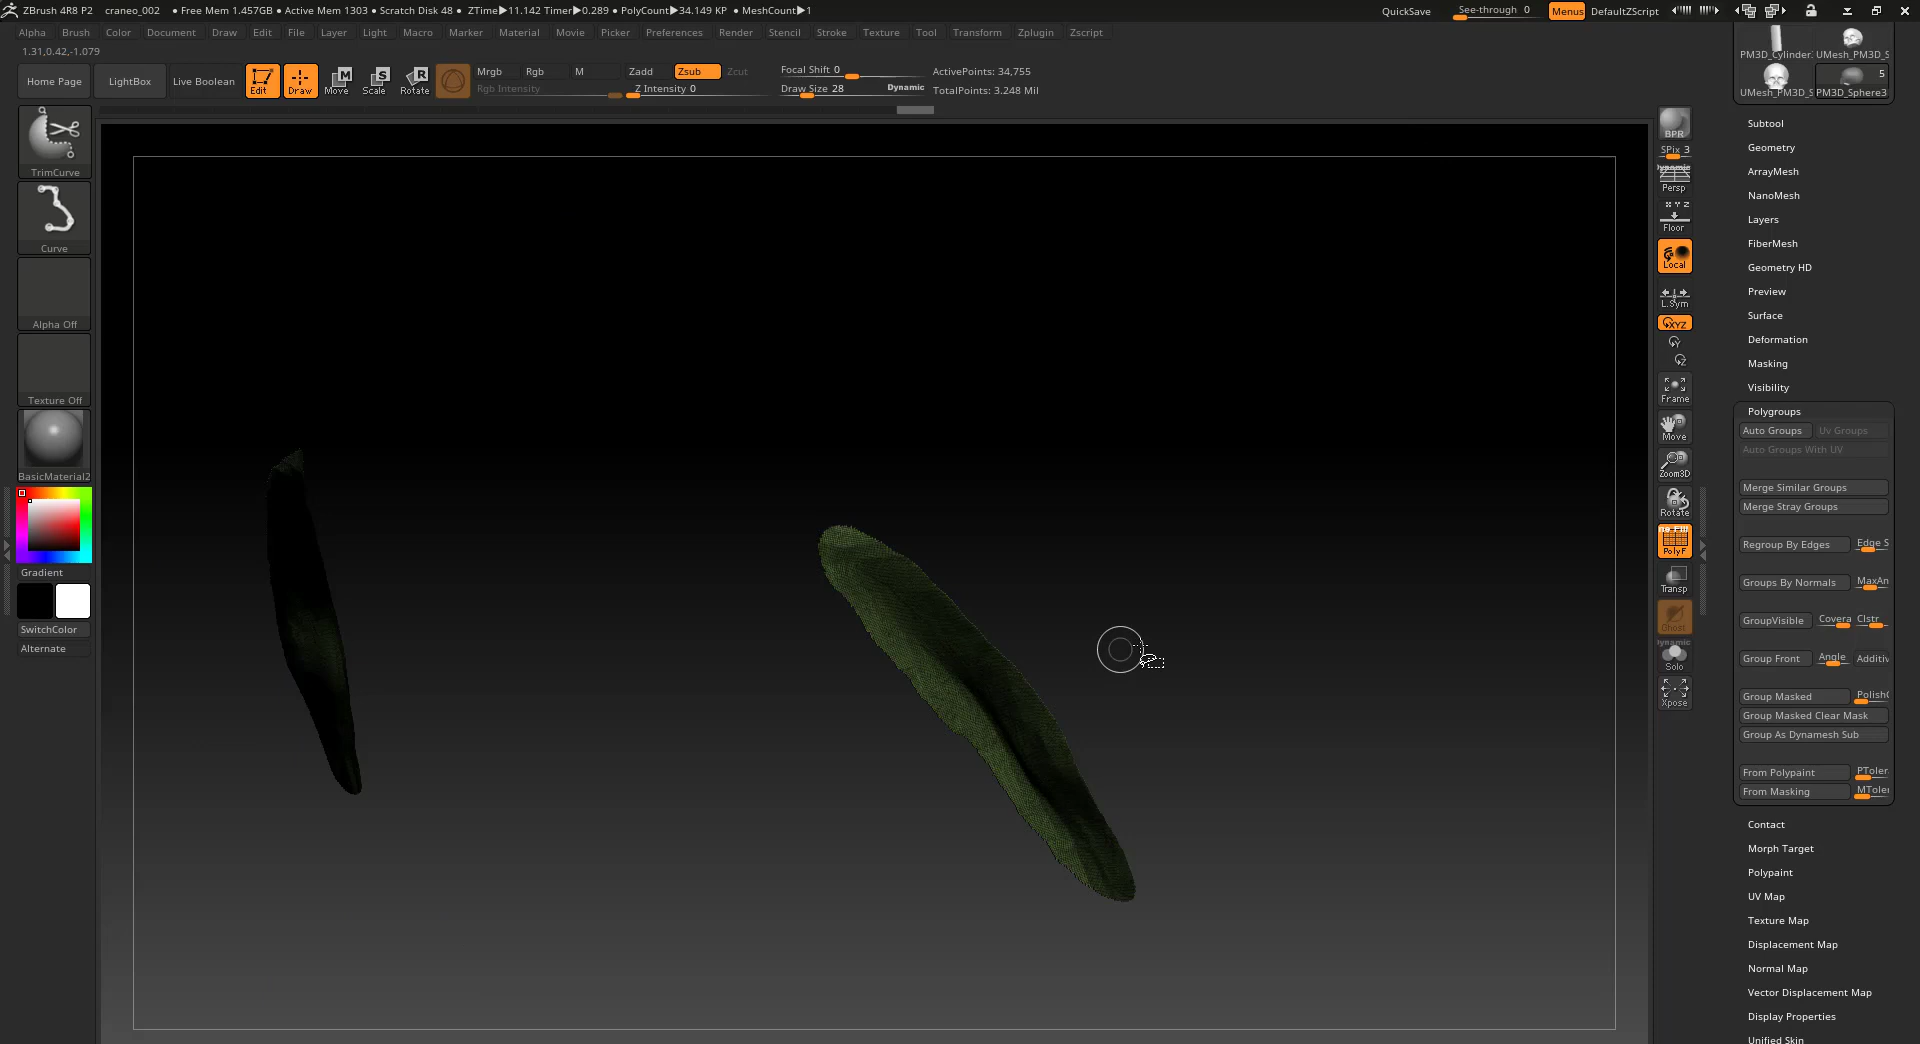 ZBrush 4R8 P2 craneo_002 • Free Mem 1.457GB • Active Mem 1303 • Scratch Disk 48 • ZTime▶11.142 Timer▶0.289 • PolyCount▶34.149 KP • MeshCount▶1 QuickSave See-through 0 Menus DefaultZScript
Alpha Brush Color Document Draw Edit File Layer Light Macro Marker Material Movie Picker Preferences Render Stencil Stroke Texture Tool Transform Zplugin Zscript
1.31,0.42,-1.079
Home Page LightBox Live Boolean Edit Draw Move Scale Rotate
Mrgb Rgb M Zadd Zsub Zcut Focal Shift 0 ActivePoints: 34,755
Rgb Intensity Z Intensity 0 Draw Size 28 Dynamic TotalPoints: 3.248 Mil
TrimCurve
Curve
Alpha Off
Texture Off
BasicMaterial2
Gradient
SwitchColor
Alternate
BPR
SPix 3
Dynamic
Persp
X Y Z
Floor
Local
L.Sym
XYZ
Y
Z
Frame
Move
Zoom3D
Rotate
PolyF
Transp
Ghost
Dynamic
Solo
Xpose
PM3D_Cylinder UMesh_PM3D_S
5
UMesh_PM3D_S PM3D_Sphere3
Subtool
Geometry
ArrayMesh
NanoMesh
Layers
FiberMesh
Geometry HD
Preview
Surface
Deformation
Masking
Visibility
Polygroups
Auto Groups Uv Groups
Auto Groups With UV
Merge Similar Groups
Merge Stray Groups
Regroup By Edges Edge S
Groups By Normals MaxAn
GroupVisible Covera Clstr
Group Front Angle Additiv
Group Masked Polish
Group Masked Clear Mask
Group As Dynamesh Sub
From Polypaint PToler
From Masking MToler
Contact
Morph Target
Polypaint
UV Map
Texture Map
Displacement Map
Normal Map
Vector Displacement Map
Display Properties
Unified Skin